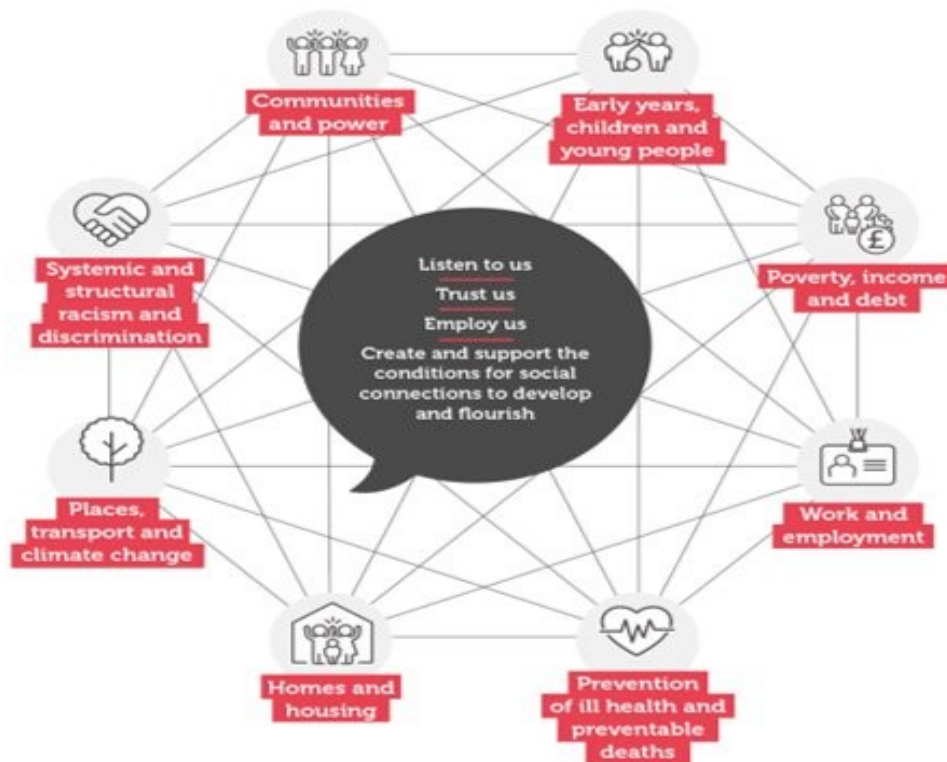 Communities
and power
Early years,
children and
young people
Systemic and
structural
racism and
discrimination
Listen to us
Trust us
Employ us
Create and support the
conditions for social
connections to develop
and flourish
£
Poverty, income
and debt
Places,
transport and
climate change
Work and
employment
Homes and
housing
Prevention
of ill health and
preventable
deaths